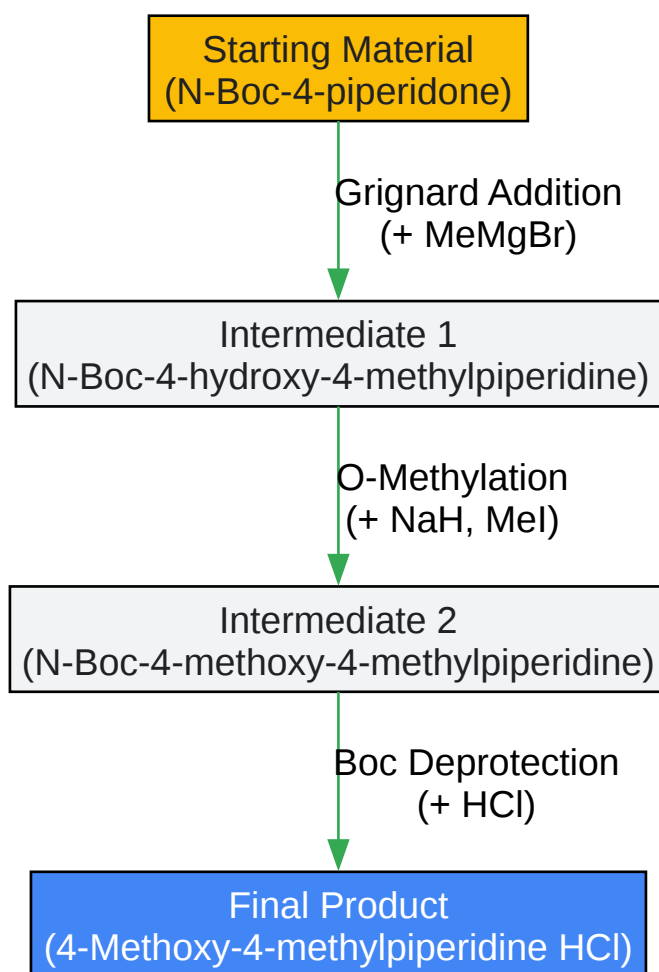 Starting Material
(N-Boc-4-piperidone)
Grignard Addition
(+ MeMgBr)
Intermediate 1
(N-Boc-4-hydroxy-4-methylpiperidine)
O-Methylation
(+ NaH, MeI)
Intermediate 2
(N-Boc-4-methoxy-4-methylpiperidine)
Boc Deprotection
(+ HCl)
Final Product
(4-Methoxy-4-methylpiperidine HCl)